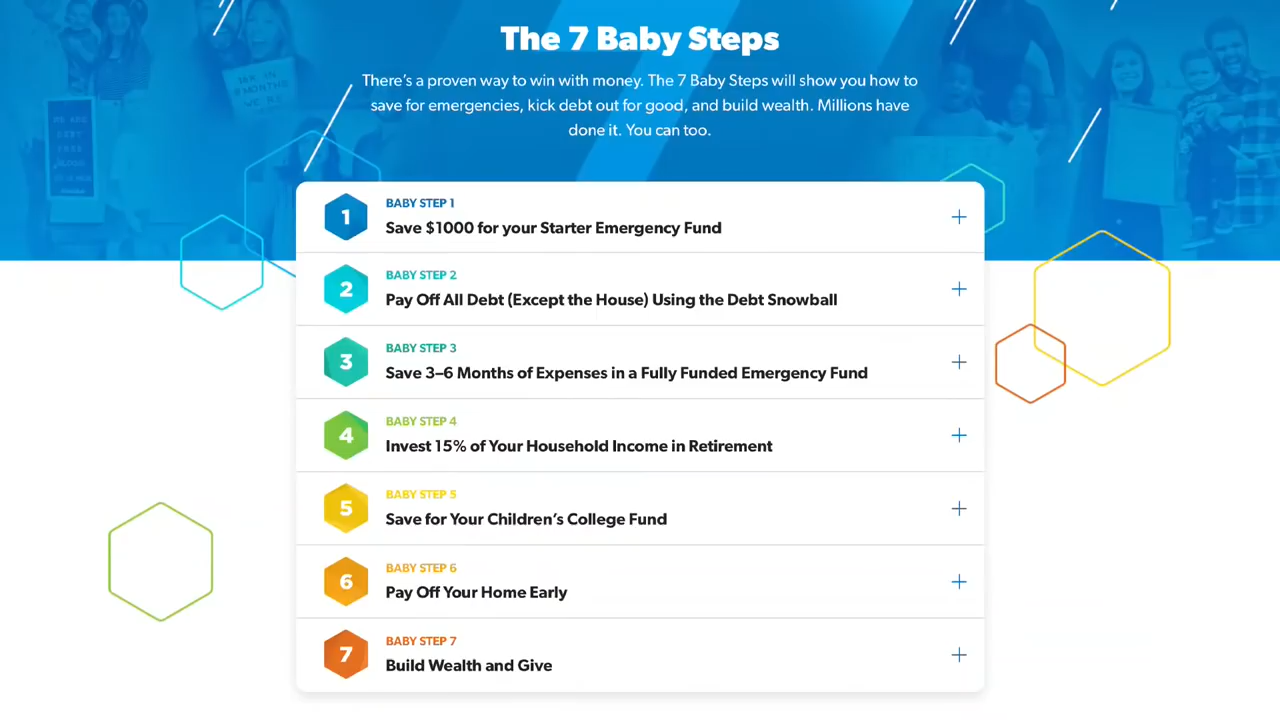 The 7 Baby Steps
There's a proven way to win with money. The 7 Baby Steps will show you how to
save for emergencies, kick debt out for good, and build wealth. Millions have
done it. You can too.
1
BABY STEP 1
Save $1000 for your Starter Emergency Fund
2
BABY STEP 2
Pay Off All Debt (Except the House) Using the Debt Snowball
3
BABY STEP 3
Save 3–6 Months of Expenses in a Fully Funded Emergency Fund
4
BABY STEP 4
Invest 15% of Your Household Income in Retirement
5
BABY STEP 5
Save for Your Children's College Fund
6
BABY STEP 6
Pay Off Your Home Early
7
BABY STEP 7
Build Wealth and Give
WE ARE
DEBT
FREE